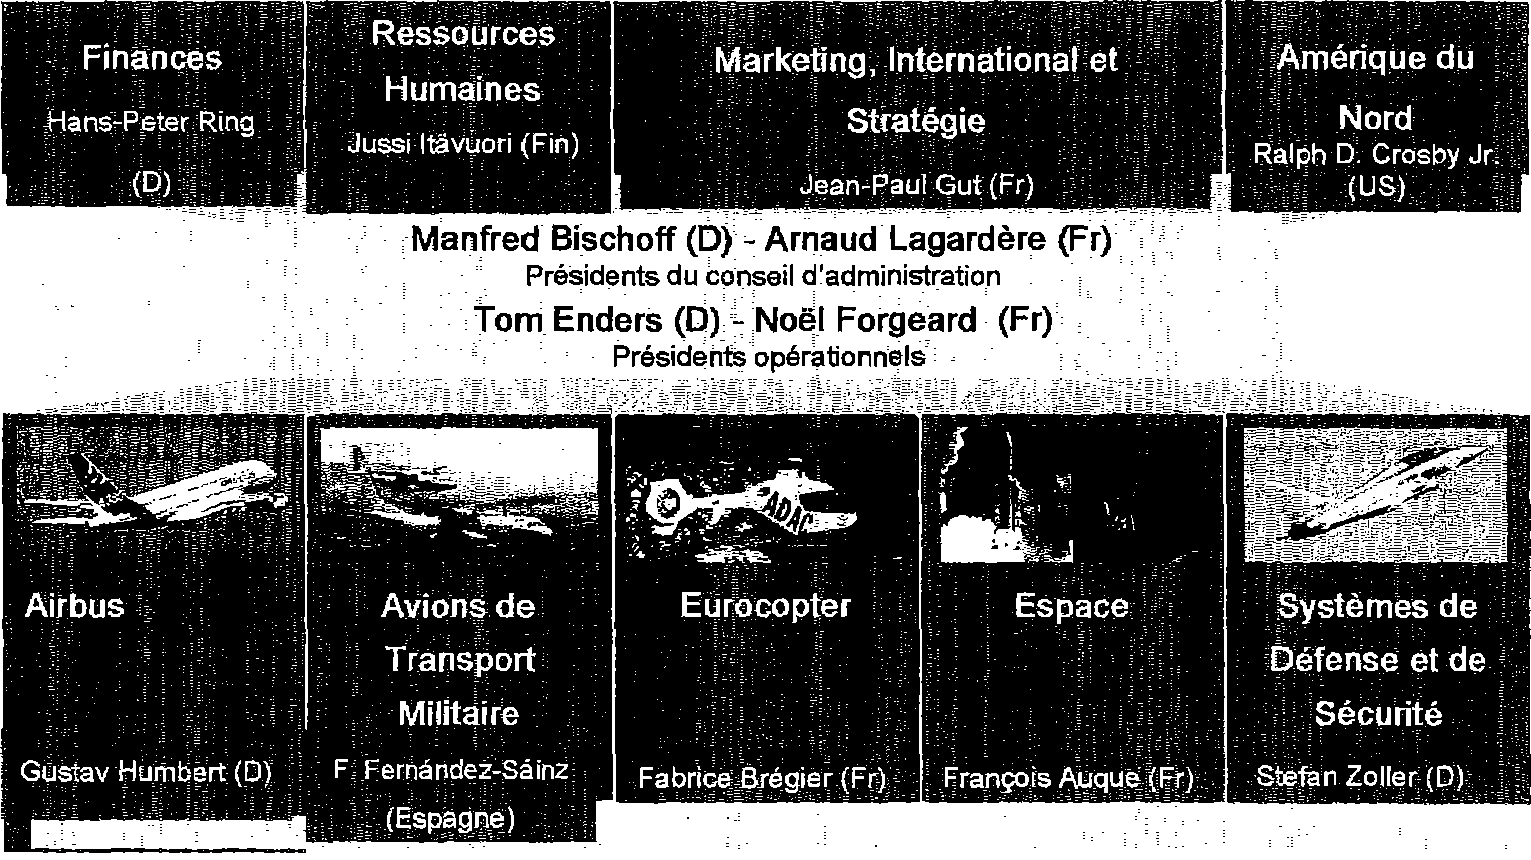 Finances
Hans-Peter Ring
(D)
Ressources
Humaines
Jussi Itävuori (Fin)
Marketing, International et
Stratégie
Jean-Paul Gut (Fr)
Amérique du
Nord
Ralph D. Crosby Jr.
(US)
Manfred Bischoff (D) - Arnaud Lagardère (Fr)
Présidents du conseil d'administration
Tom Enders (D) - Noël Forgeard (Fr)
Présidents opérationnels
ADAC
Airbus
Gustav Humbert (D)
Avions de
Transport
Militaire
F Fernández-Sáinz
(Espagne)
Eurocopter
Fabrice Brégier (Fr)
Espace
François Auque (Fr)
Systèmes de
Défense et de
Sécurité
Stefan Zoller (D)